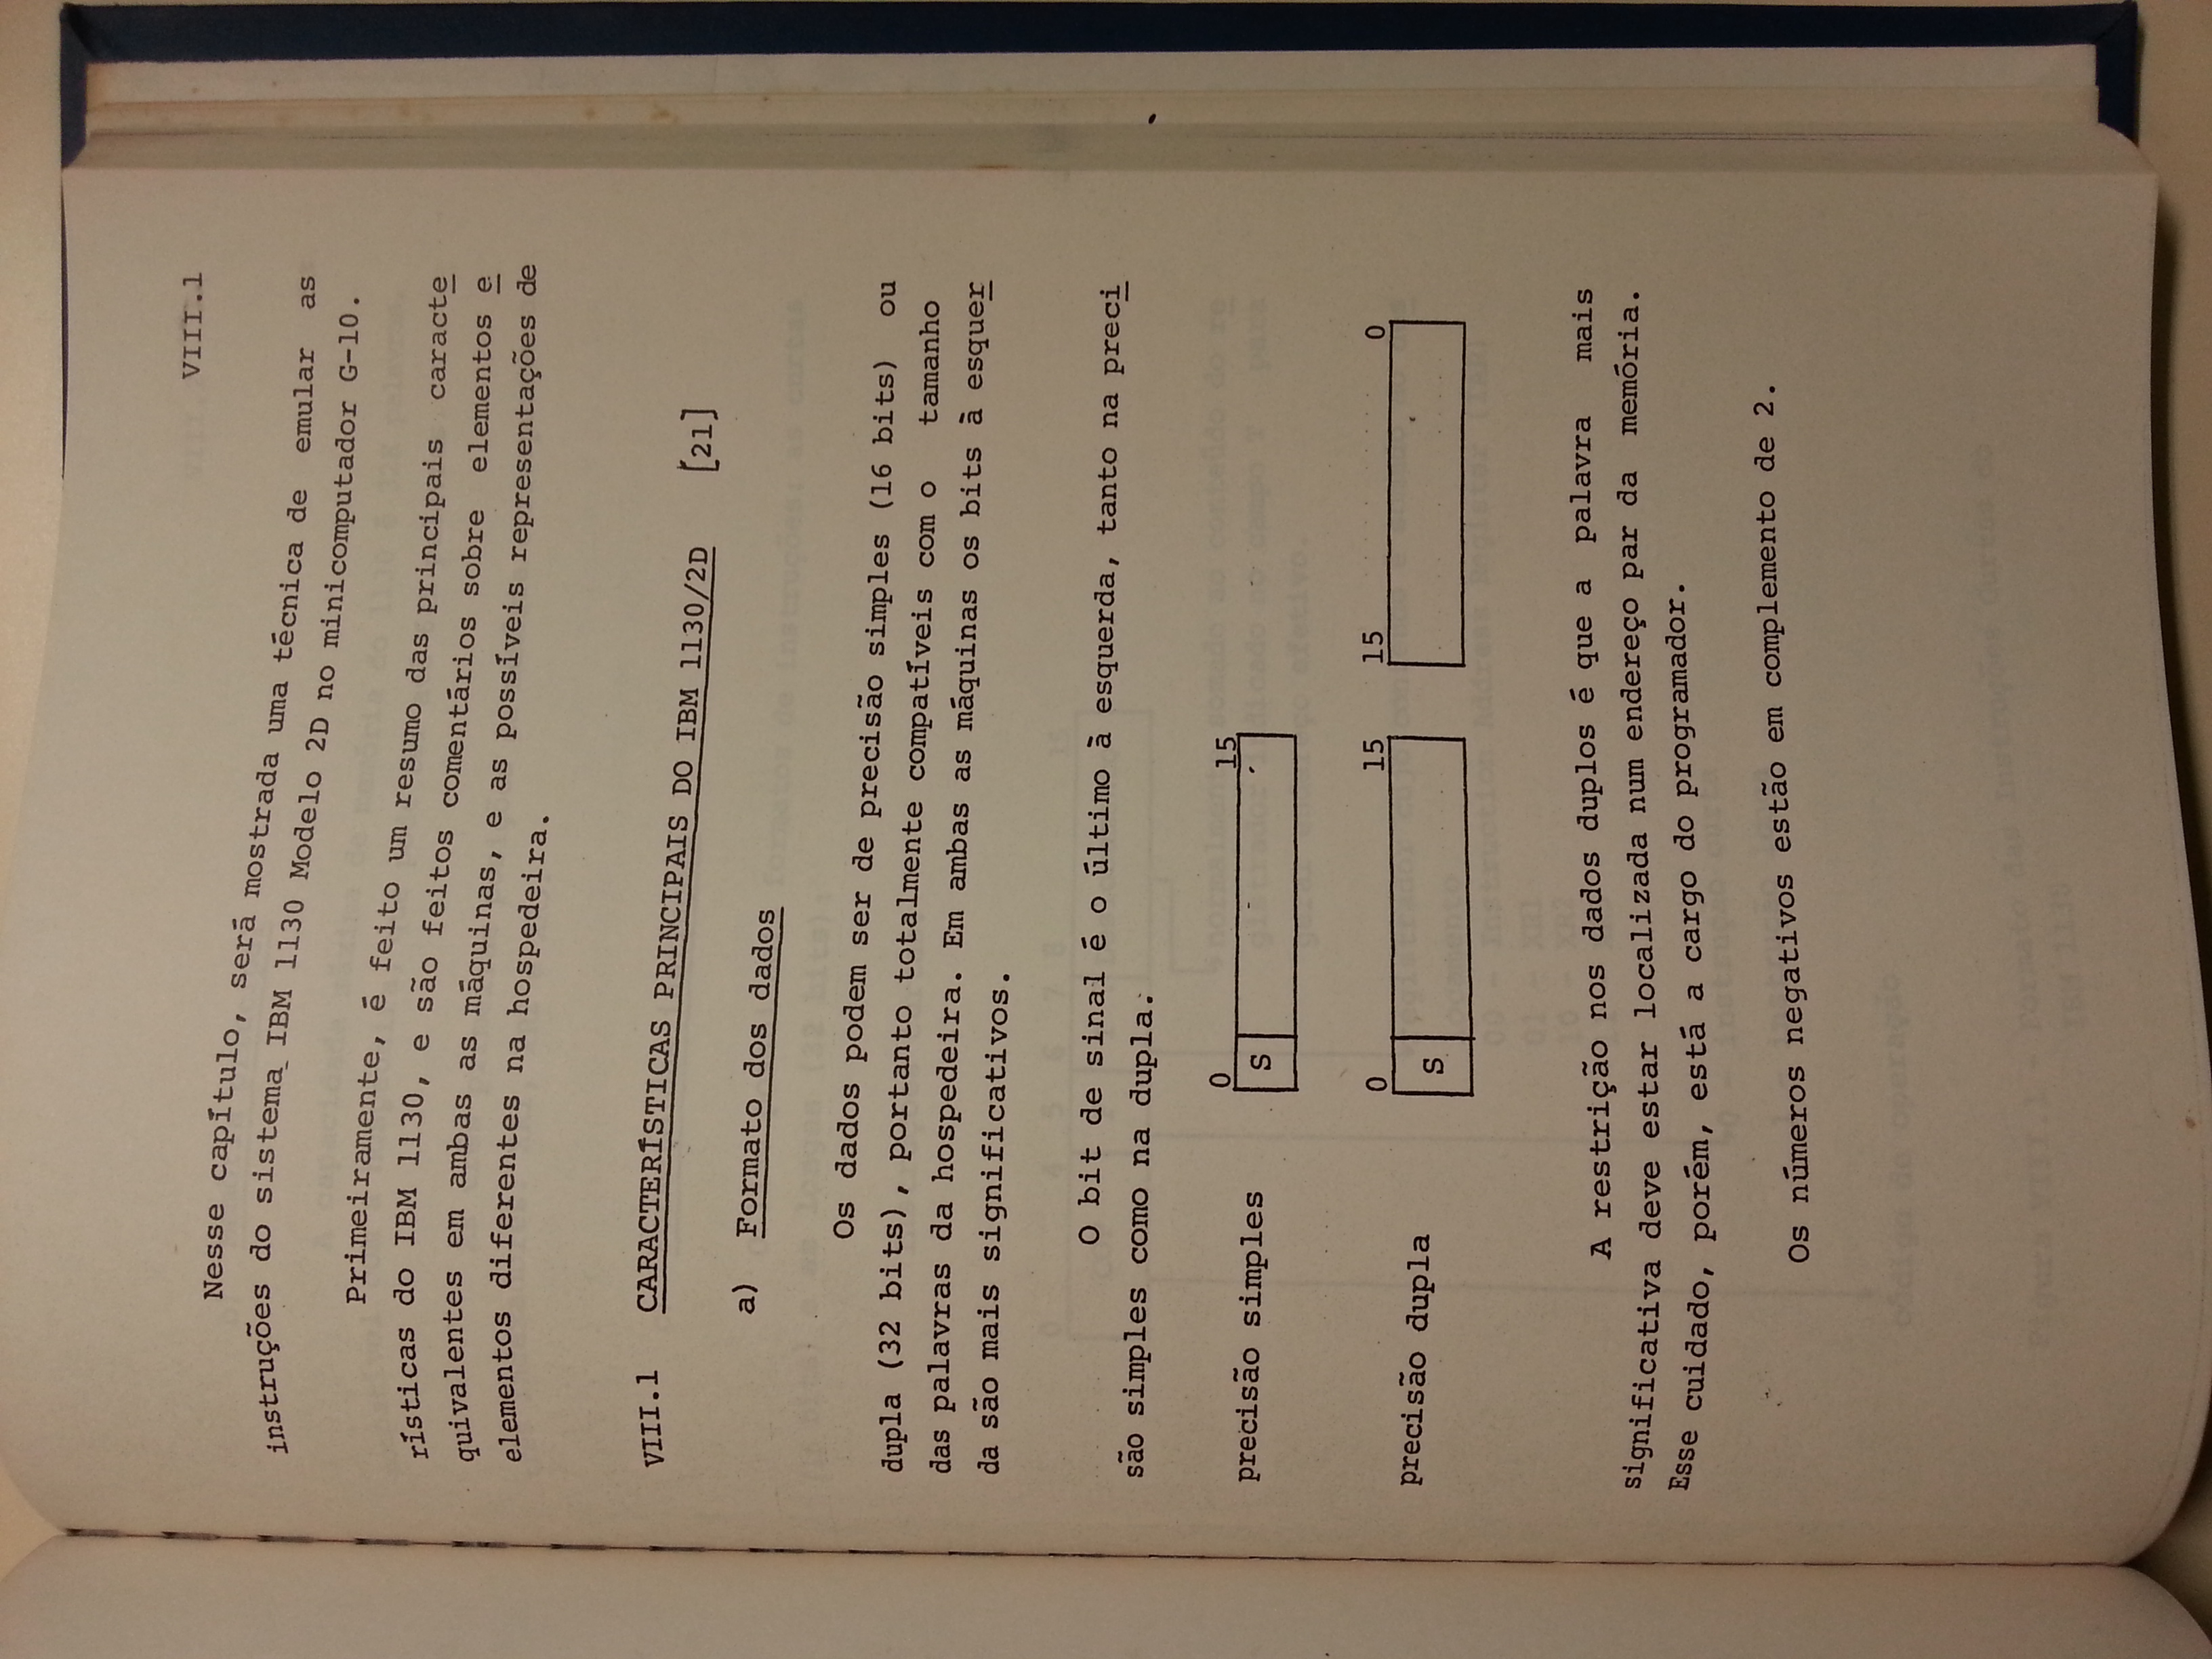 VIII.1
Nesse capítulo, será mostrada uma técnica de emular as
instruções do sistema IBM 1130 Modelo 2D no minicomputador G-10.
Primeiramente, é feito um resumo das principais caracte
rísticas do IBM 1130, e são feitos comentários sobre elementos e
quivalentes em ambas as máquinas, e as possíveis representações de
elementos diferentes na hospedeira.
VIII.1 CARACTERÍSTICAS PRINCIPAIS DO IBM 1130/2D [21]
a) Formato dos dados
Os dados podem ser de precisão simples (16 bits) ou
dupla (32 bits), portanto totalmente compatíveis com o tamanho
das palavras da hospedeira. Em ambas as máquinas os bits à esquer
da são mais significativos.
O bit de sinal é o último à esquerda, tanto na preci
são simples como na dupla.
0 15
precisão simples S
0 15 15 0
precisão dupla S
A restrição nos dados duplos é que a palavra mais
significativa deve estar localizada num endereço par da memória.
Esse cuidado, porém, está a cargo do programador.
Os números negativos estão em complemento de 2.